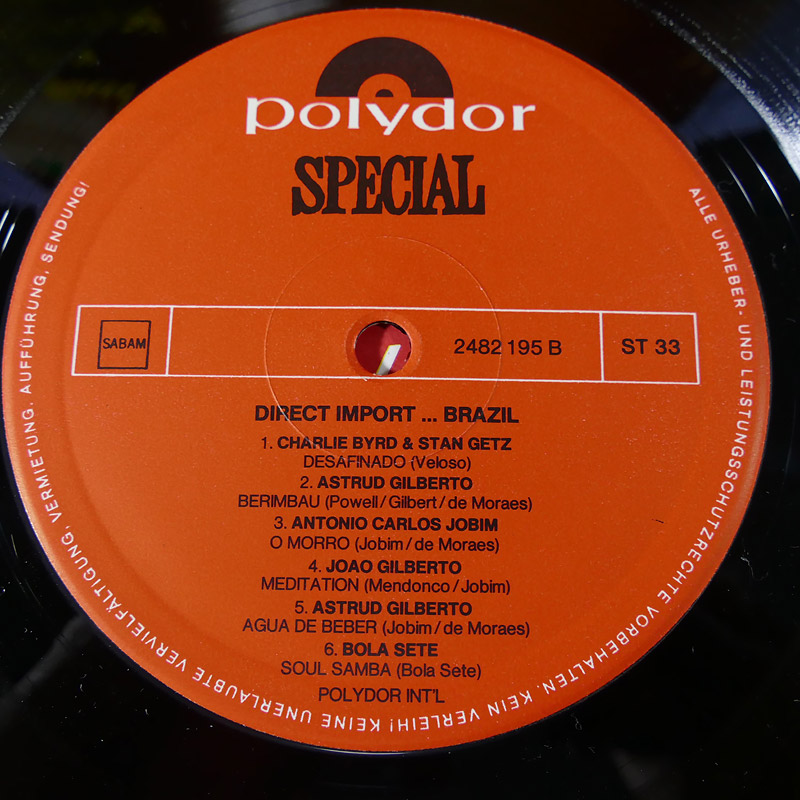 polydor
SPECIAL
SABAM
2482 195 B
ST 33
DIRECT IMPORT ... BRAZIL
1. CHARLIE BYRD & STAN GETZ
DESAFINADO (Veloso)
2. ASTRUD GILBERTO
BERIMBAU (Powell/Gilbert/de Moraes)
3. ANTONIO CARLOS JOBIM
O MORRO (Jobim/de Moraes)
4. JOAO GILBERTO
MEDITATION (Mendonco/Jobim)
5. ASTRUD GILBERTO
AGUA DE BEBER (Jobim/de Moraes)
6. BOLA SETE
SOUL SAMBA (Bola Sete)
POLYDOR INT'L
ALLE URHEBER- UND LEISTUNGSSCHUTZRECHTE VORBEHALTEN. KEIN VERLEIH! KEINE UNERLAUBTE VERVIELFÄLTIGUNG, VERMIETUNG, AUFFÜHRUNG, SENDUNG!